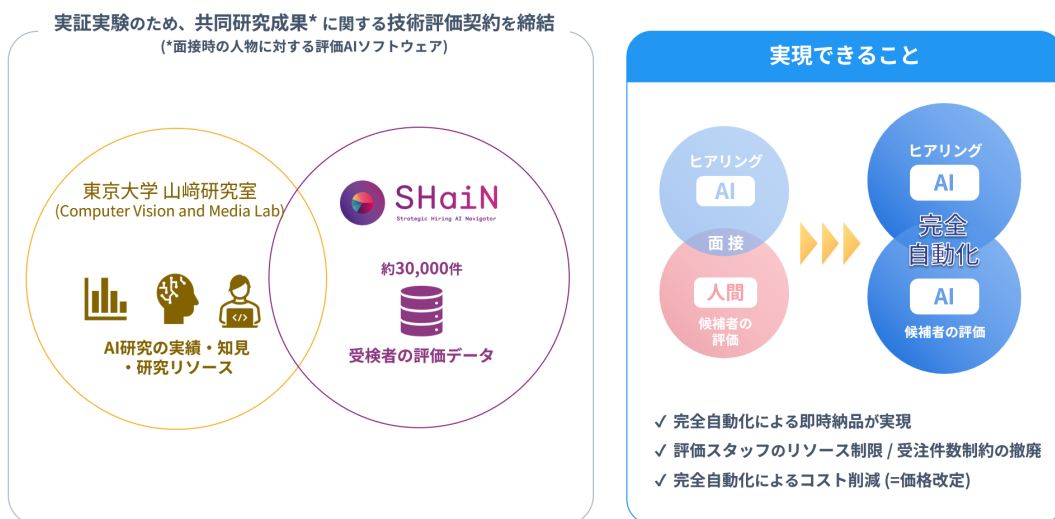 実証実験のため、共同研究成果* に関する技術評価契約を締結
(*面接時の人物に対する評価AIソフトウェア)
東京大学 山﨑研究室
(Computer Vision and Media Lab)
AI研究の実績・知見
・研究リソース
SHaiN
Strategic Hiring AI Navigator
約30,000件
受検者の評価データ
実現できること
ヒアリング
AI
面接
人間
候補者の
評価
ヒアリング
AI
完全
自動化
AI
候補者の評価
✓ 完全自動化による即時納品が実現
✓ 評価スタッフのリソース制限 / 受注件数制約の撤廃
✓ 完全自動化によるコスト削減 (=価格改定)